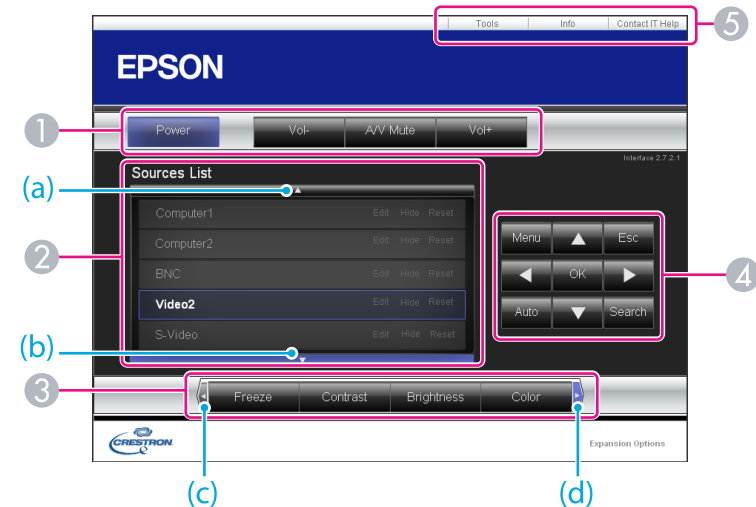 Tools Info Contact IT Help 5
EPSON
1 Power Vol- A/V Mute Vol+
Interface 2.7.2.1
Sources List
(a)
Computer1 Edit Hide Reset
Computer2 Edit Hide Reset
2
BNC Edit Hide Reset
Video2 Edit Hide Reset
S-Video Edit Hide Reset
(b)
Menu Esc
OK 4
Auto Search
3 Freeze Contrast Brightness Color
CRESTRON Expansion Options
(c) (d)